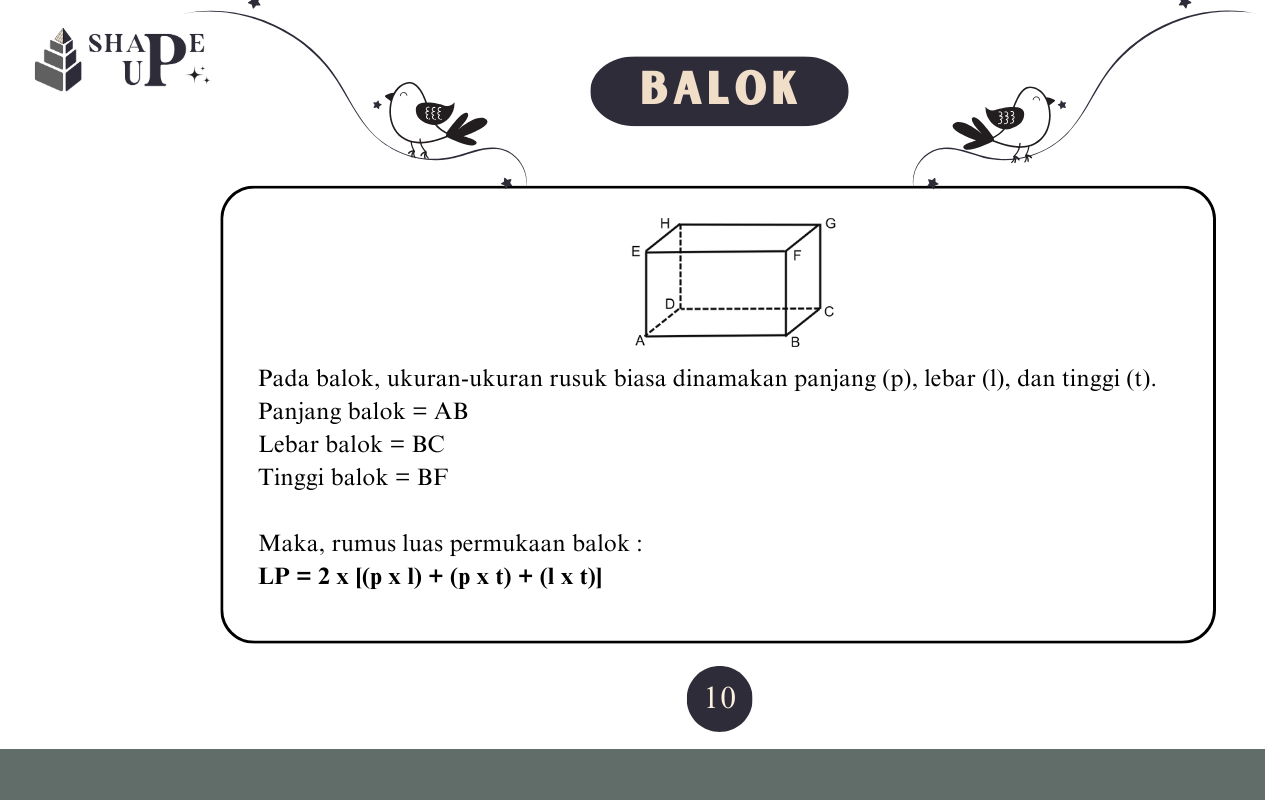 SHAPE
UP
BALOK
H
G
E
F
D
C
A
B
Pada balok, ukuran-ukuran rusuk biasa dinamakan panjang (p), lebar (l), dan tinggi (t).
Panjang balok = AB
Lebar balok = BC
Tinggi balok = BF
Maka, rumus luas permukaan balok :
LP = 2 x [(p x l) + (p x t) + (l x t)]
10